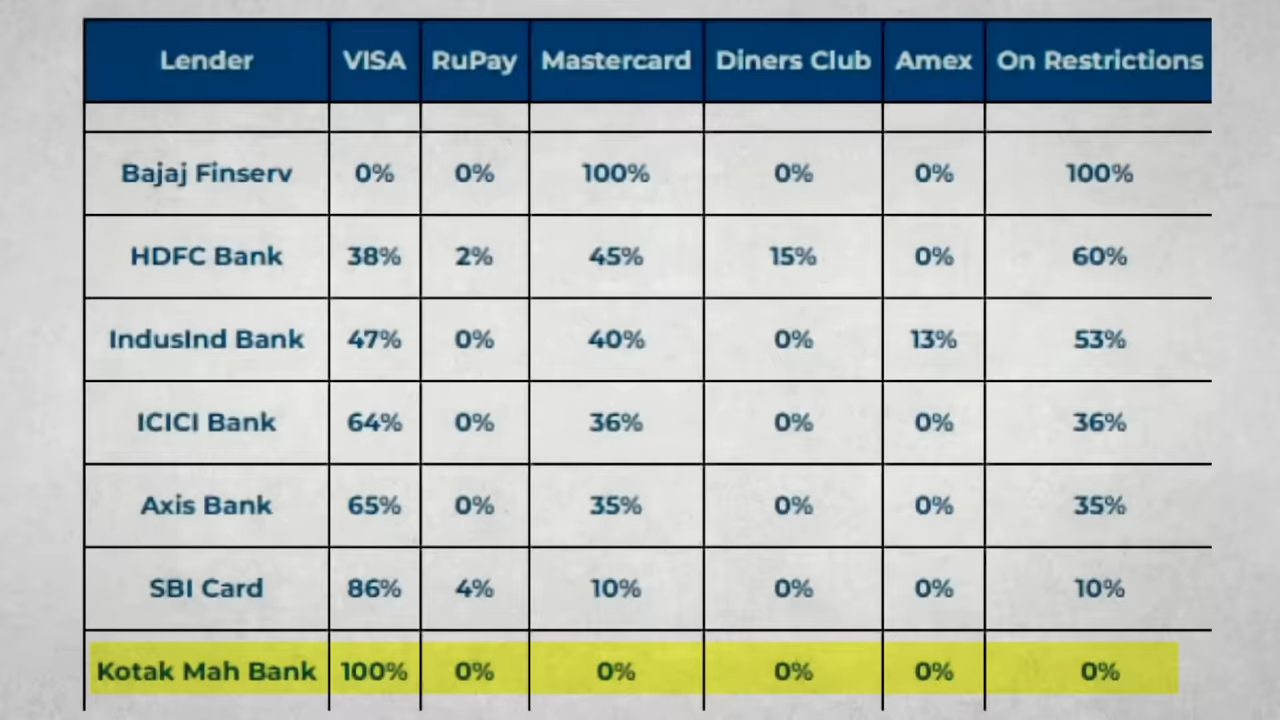 Lender VISA RuPay Mastercard Diners Club Amex On Restrictions
Bajaj Finserv 0% 0% 100% 0% 0% 100%
HDFC Bank 38% 2% 45% 15% 0% 60%
IndusInd Bank 47% 0% 40% 0% 13% 53%
ICICI Bank 64% 0% 36% 0% 0% 36%
Axis Bank 65% 0% 35% 0% 0% 35%
SBI Card 86% 4% 10% 0% 0% 10%
Kotak Mah Bank 100% 0% 0% 0% 0% 0%